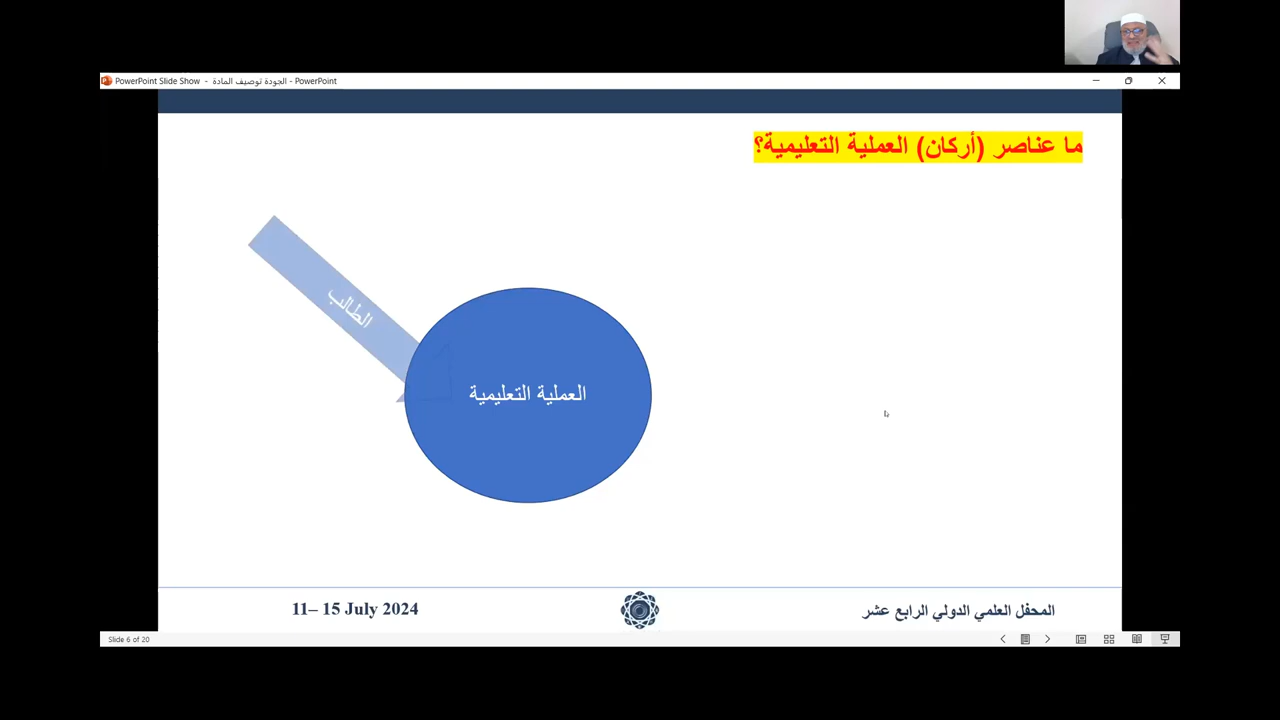 PowerPoint Slide Show - الجودة توصيف المادة - PowerPoint
ما عناصر (أركان) العملية التعليمية؟
الطالب
العملية التعليمية
11– 15 July 2024
المحفل العلمي الدولي الرابع عشر
Slide 6 of 20